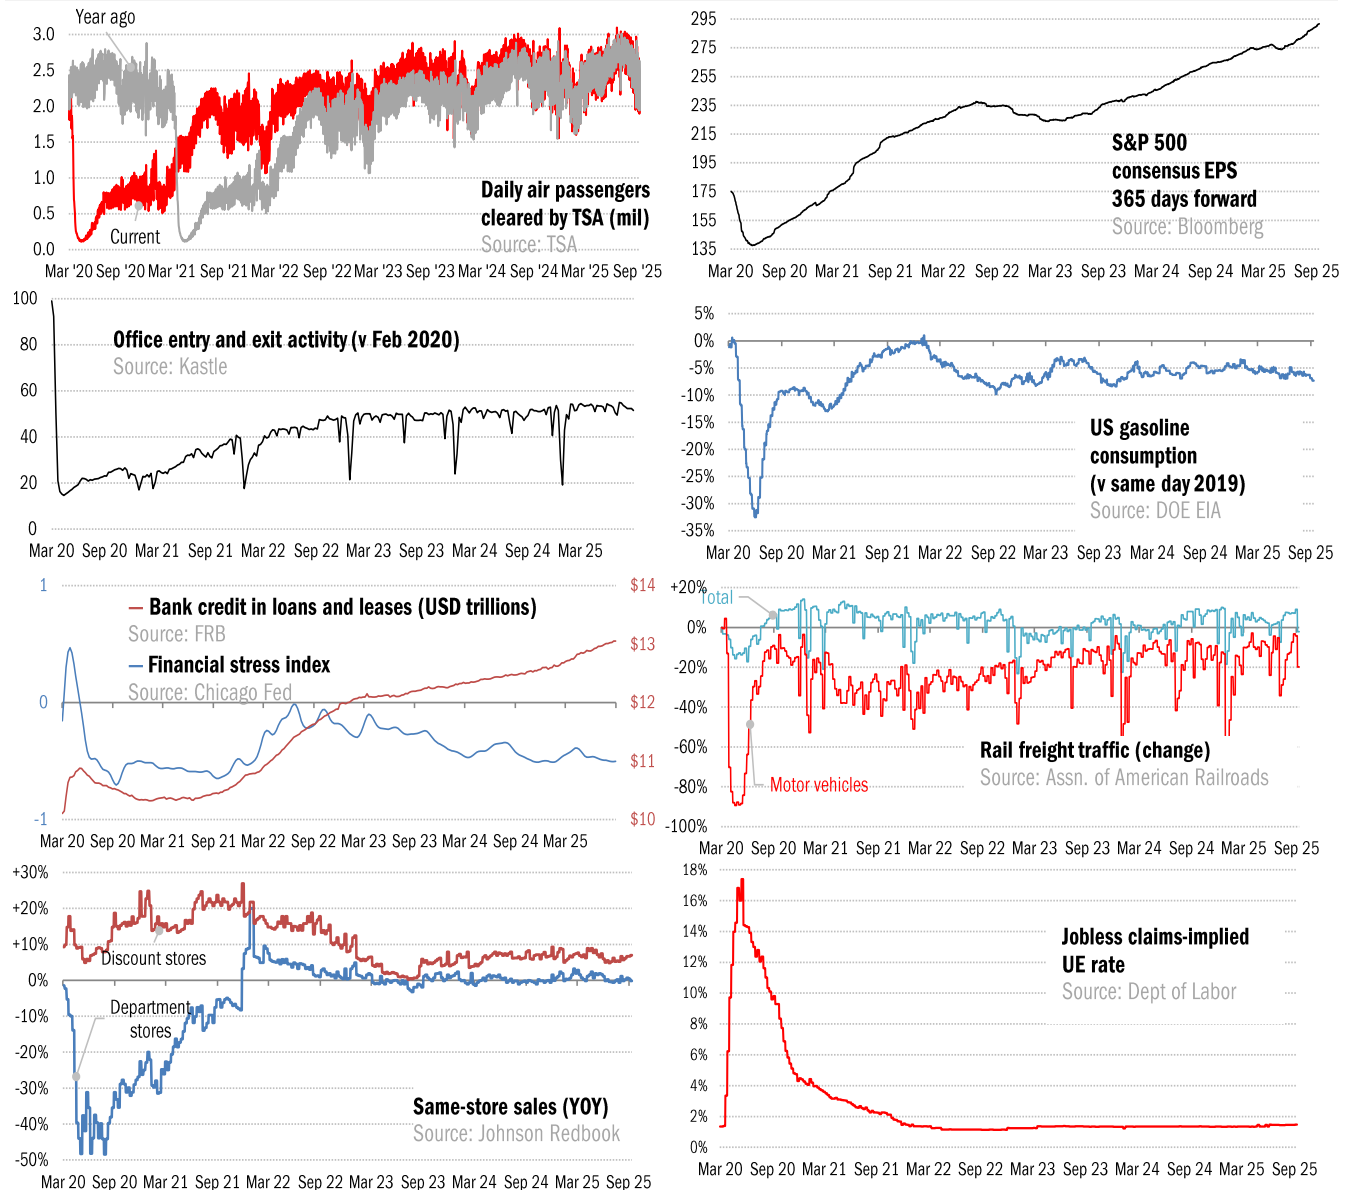 Year ago
3.0
2.5
2.0
1.5
1.0
0.5
0.0
Current
Daily air passengers
cleared by TSA (mil)
Source: TSA
Mar '20 Sep '20 Mar '21 Sep '21 Mar '22 Sep '22 Mar '23 Sep '23 Mar '24 Sep '24 Mar '25 Sep '25
295
275
255
235
215
195
175
155
135
S&P 500
consensus EPS
365 days forward
Source: Bloomberg
Mar 20 Sep 20 Mar 21 Sep 21 Mar 22 Sep 22 Mar 23 Sep 23 Mar 24 Sep 24 Mar 25 Sep 25
100
80
60
40
20
0
Office entry and exit activity (v Feb 2020)
Source: Kastle
Mar 20 Sep 20 Mar 21 Sep 21 Mar 22 Sep 22 Mar 23 Sep 23 Mar 24 Sep 24 Mar 25
5%
0%
-5%
-10%
-15%
-20%
-25%
-30%
-35%
US gasoline
consumption
(v same day 2019)
Source: DOE EIA
Mar 20 Sep 20 Mar 21 Sep 21 Mar 22 Sep 22 Mar 23 Sep 23 Mar 24 Sep 24 Mar 25 Sep 25
1
0
-1
Bank credit in loans and leases (USD trillions)
Source: FRB
Financial stress index
Source: Chicago Fed
$14
$13
$12
$11
$10
Mar 20 Sep 20 Mar 21 Sep 21 Mar 22 Sep 22 Mar 23 Sep 23 Mar 24 Sep 24 Mar 25
+20%
0%
-20%
-40%
-60%
-80%
-100%
Total
Motor vehicles
Rail freight traffic (change)
Source: Assn. of American Railroads
Mar 20 Sep 20 Mar 21 Sep 21 Mar 22 Sep 22 Mar 23 Sep 23 Mar 24 Sep 24 Mar 25 Sep 25
+30%
+20%
+10%
0%
-10%
-20%
-30%
-40%
-50%
Discount stores
Department
stores
Same-store sales (YOY)
Source: Johnson Redbook
Mar 20 Sep 20 Mar 21 Sep 21 Mar 22 Sep 22 Mar 23 Sep 23 Mar 24 Sep 24 Mar 25 Sep 25
18%
16%
14%
12%
10%
8%
6%
4%
2%
0%
Jobless claims-implied
UE rate
Source: Dept of Labor
Mar 20 Sep 20 Mar 21 Sep 21 Mar 22 Sep 22 Mar 23 Sep 23 Mar 24 Sep 24 Mar 25 Sep 25